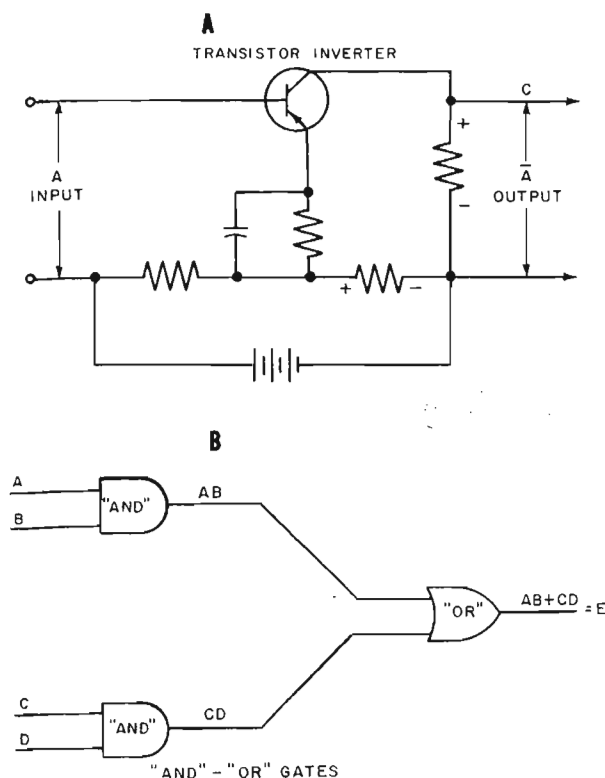 A
TRANSISTOR INVERTER
C
+
A
INPUT
A̅
OUTPUT
-
+ -
B
A
"AND"
AB
B
"OR"
AB+CD = E
C
"AND"
CD
D
"AND" - "OR" GATES